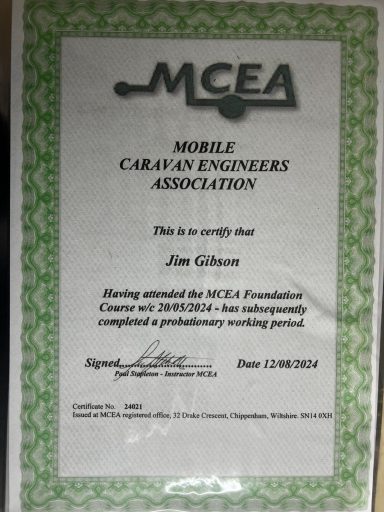 MCEA
MOBILE
CARAVAN ENGINEERS
ASSOCIATION
This is to certify that
Jim Gibson
Having attended the MCEA Foundation
Course w/c 20/05/2024 - has subsequently
completed a probationary working period.
Signed.............................. Date 12/08/2024
Paul Stapleton - Instructor MCEA
Certificate No. 24021
Issued at MCEA registered office, 32 Drake Crescent, Chippenham, Wiltshire. SN14 0XH